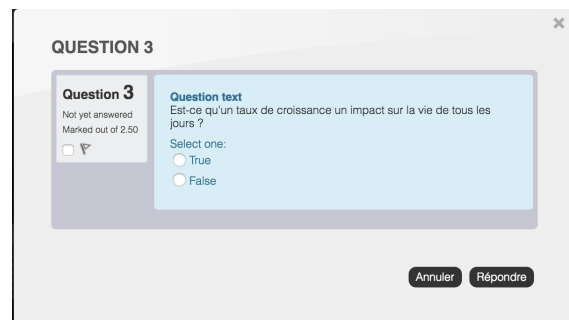 QUESTION 3
Question 3
Not yet answered
Marked out of 2.50
Question text
Est-ce qu'un taux de croissance un impact sur la vie de tous les
jours ?
Select one:
True
False
Annuler
Répondre